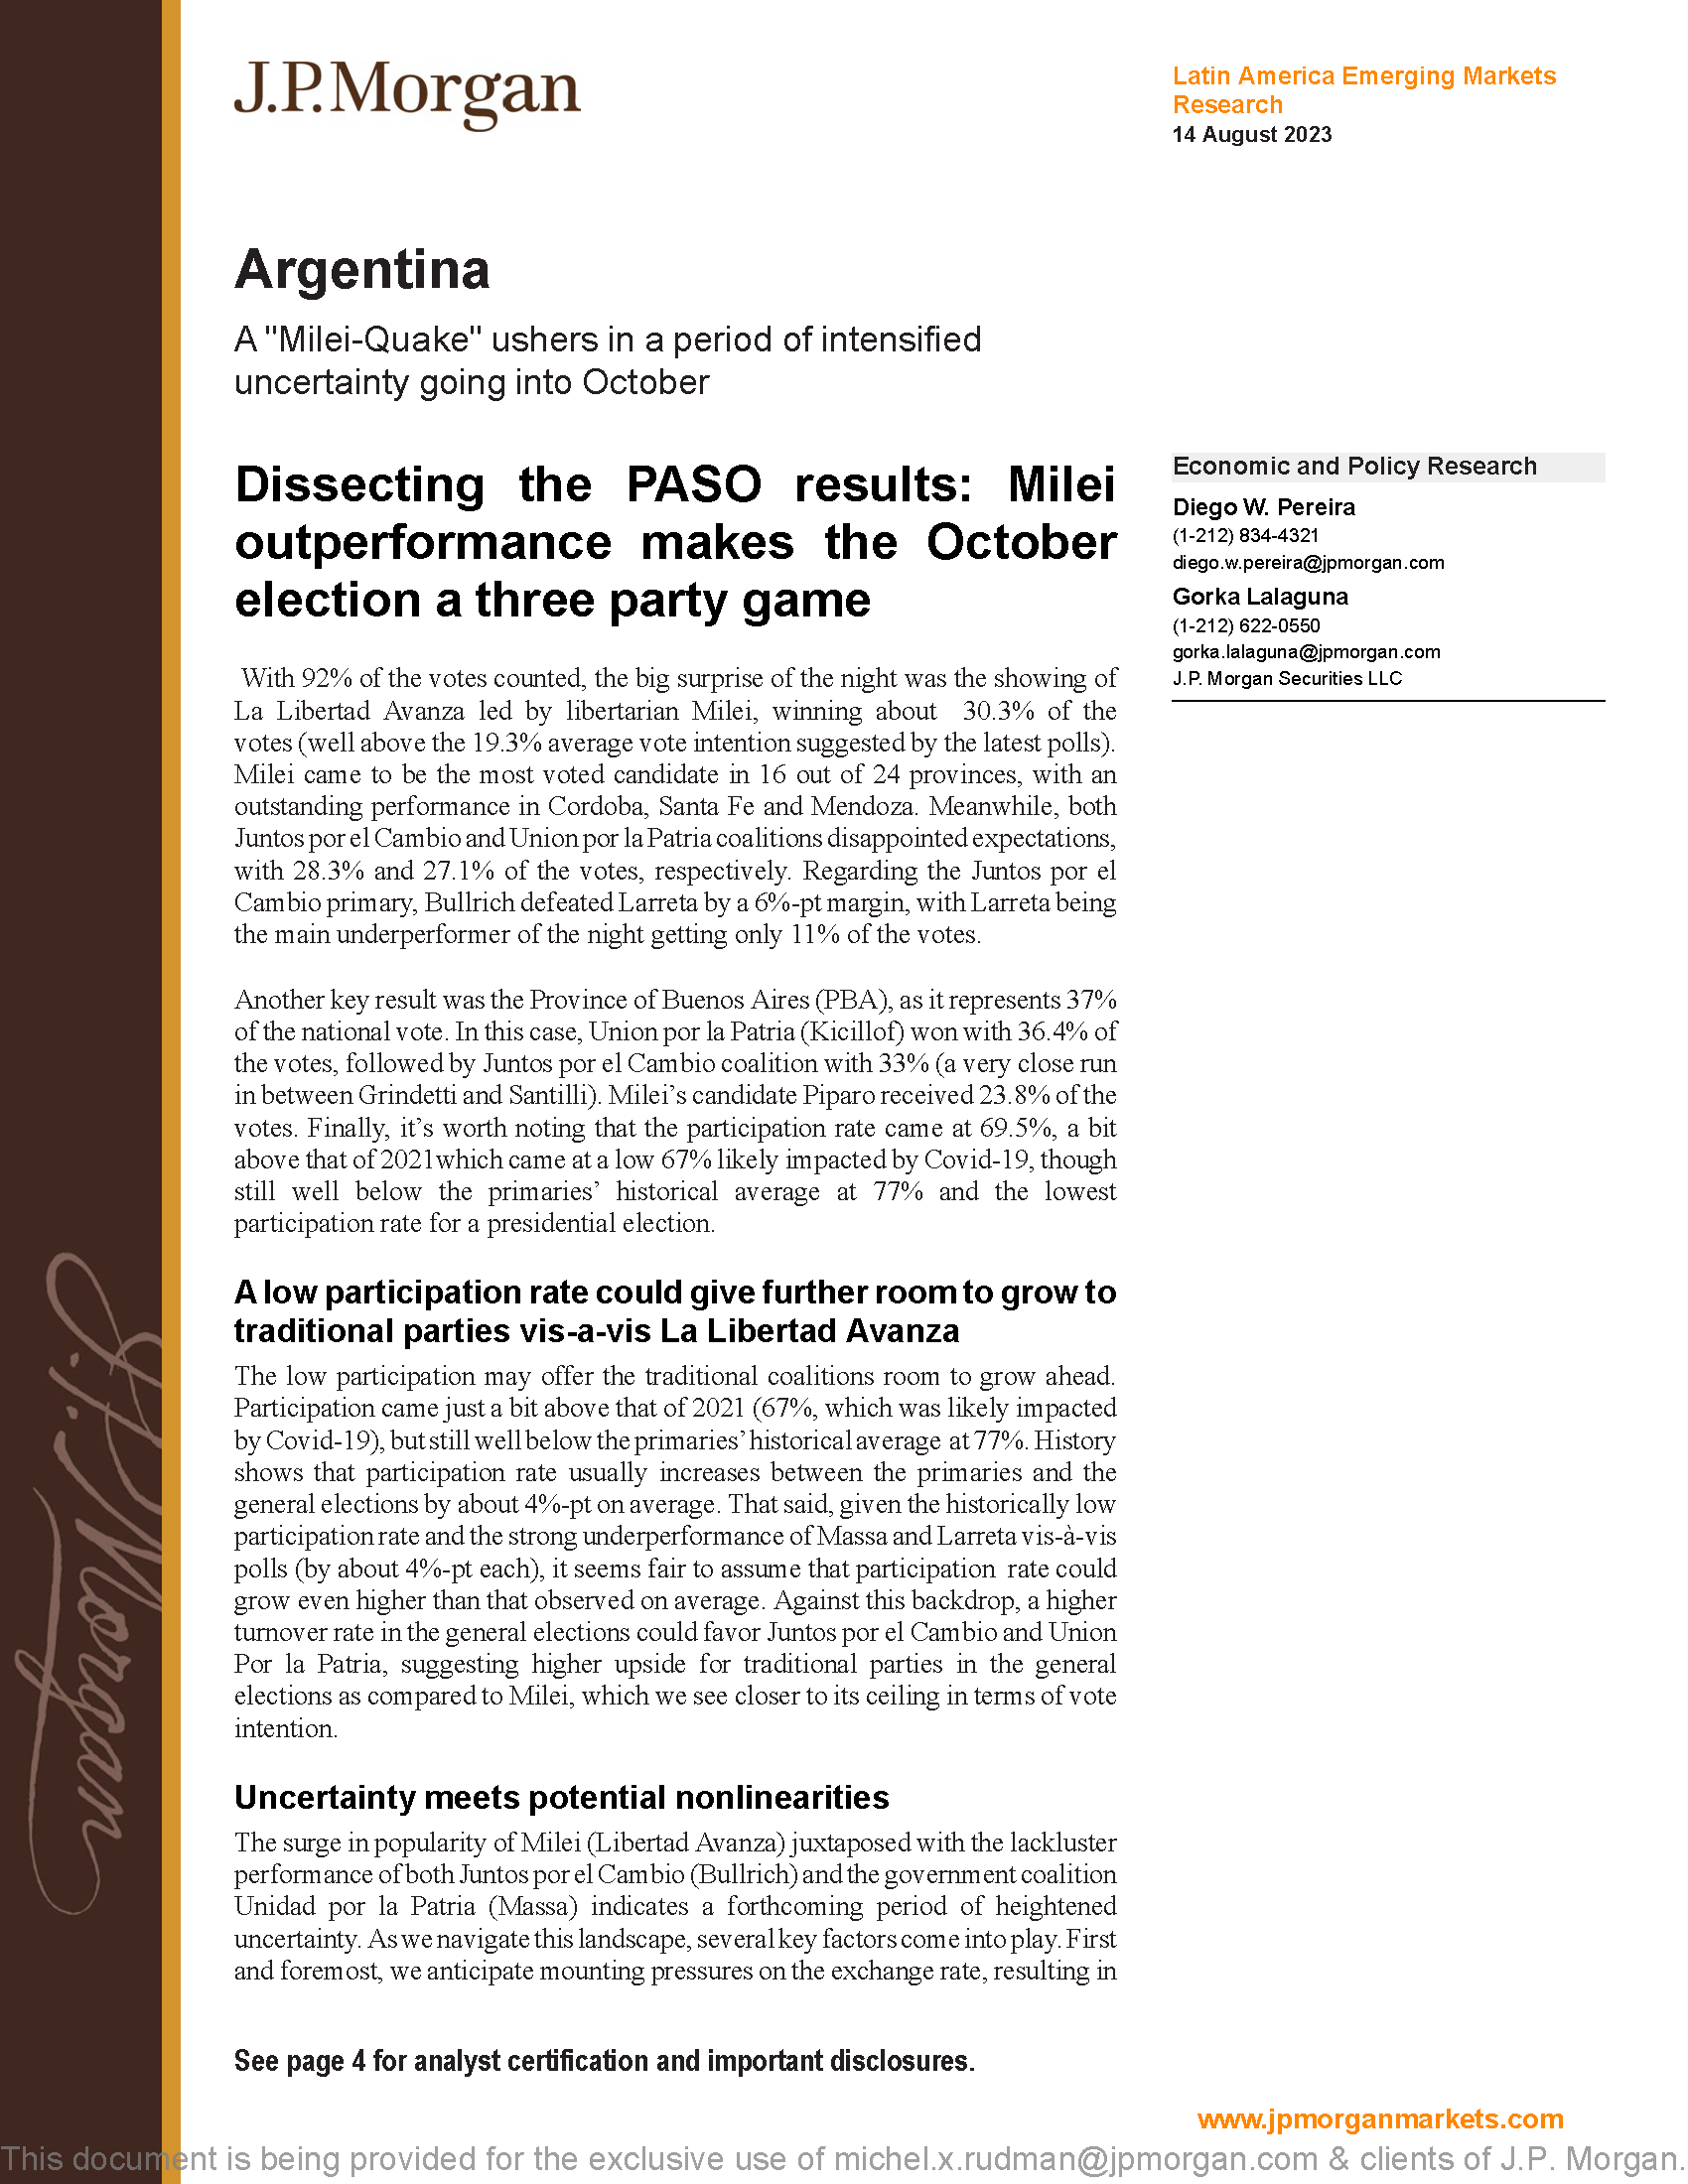 J.P.Morgan
Latin America Emerging Markets
Research
14 August 2023
Argentina
A "Milei-Quake" ushers in a period of intensified
uncertainty going into October
Dissecting the PASO results: Milei
outperformance makes the October
election a three party game
Economic and Policy Research
Diego W. Pereira
(1-212) 834-4321
diego.w.pereira@jpmorgan.com
Gorka Lalaguna
(1-212) 622-0550
gorka.lalaguna@jpmorgan.com
J.P. Morgan Securities LLC
With 92% of the votes counted, the big surprise of the night was the showing of
La Libertad Avanza led by libertarian Milei, winning about 30.3% of the
votes (well above the 19.3% average vote intention suggested by the latest polls).
Milei came to be the most voted candidate in 16 out of 24 provinces, with an
outstanding performance in Cordoba, Santa Fe and Mendoza. Meanwhile, both
Juntos por el Cambio and Union por la Patria coalitions disappointed expectations,
with 28.3% and 27.1% of the votes, respectively. Regarding the Juntos por el
Cambio primary, Bullrich defeated Larreta by a 6%-pt margin, with Larreta being
the main underperformer of the night getting only 11% of the votes.
Another key result was the Province of Buenos Aires (PBA), as it represents 37%
of the national vote. In this case, Union por la Patria (Kicillof) won with 36.4% of
the votes, followed by Juntos por el Cambio coalition with 33% (a very close run
in between Grindetti and Santilli). Milei’s candidate Piparo received 23.8% of the
votes. Finally, it’s worth noting that the participation rate came at 69.5%, a bit
above that of 2021which came at a low 67% likely impacted by Covid-19, though
still well below the primaries’ historical average at 77% and the lowest
participation rate for a presidential election.
A low participation rate could give further room to grow to
traditional parties vis-a-vis La Libertad Avanza
The low participation may offer the traditional coalitions room to grow ahead.
Participation came just a bit above that of 2021 (67%, which was likely impacted
by Covid-19), but still well below the primaries’ historical average at 77%. History
shows that participation rate usually increases between the primaries and the
general elections by about 4%-pt on average. That said, given the historically low
participation rate and the strong underperformance of Massa and Larreta vis-à-vis
polls (by about 4%-pt each), it seems fair to assume that participation rate could
grow even higher than that observed on average. Against this backdrop, a higher
turnover rate in the general elections could favor Juntos por el Cambio and Union
Por la Patria, suggesting higher upside for traditional parties in the general
elections as compared to Milei, which we see closer to its ceiling in terms of vote
intention.
Uncertainty meets potential nonlinearities
The surge in popularity of Milei (Libertad Avanza) juxtaposed with the lackluster
performance of both Juntos por el Cambio (Bullrich) and the government coalition
Unidad por la Patria (Massa) indicates a forthcoming period of heightened
uncertainty. As we navigate this landscape, several key factors come into play. First
and foremost, we anticipate mounting pressures on the exchange rate, resulting in
J.P. Morgan
See page 4 for analyst certification and important disclosures.
www.jpmorganmarkets.com
This document is being provided for the exclusive use of michel.x.rudman@jpmorgan.com & clients of J.P. Morgan.